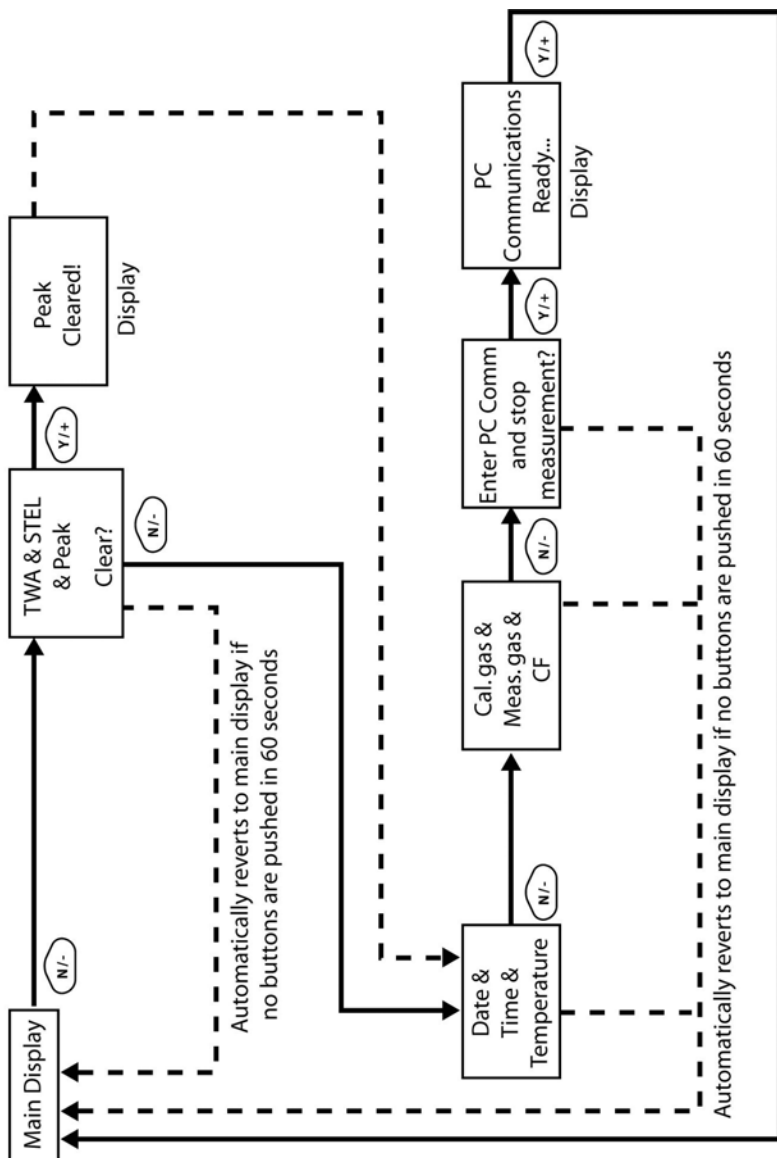 Main Display
N/-
TWA & STEL
& Peak
Clear?
Y/+
Peak
Cleared!
Display
N/-
Automatically reverts to main display if
no buttons are pushed in 60 seconds
Date &
Time &
Temperature
N/-
Cal. gas &
Meas. gas &
CF
N/-
Enter PC Comm
and stop
measurement?
Y/+
PC
Communications
Ready...
Display
Y/+
Automatically reverts to main display if no buttons are pushed in 60 seconds